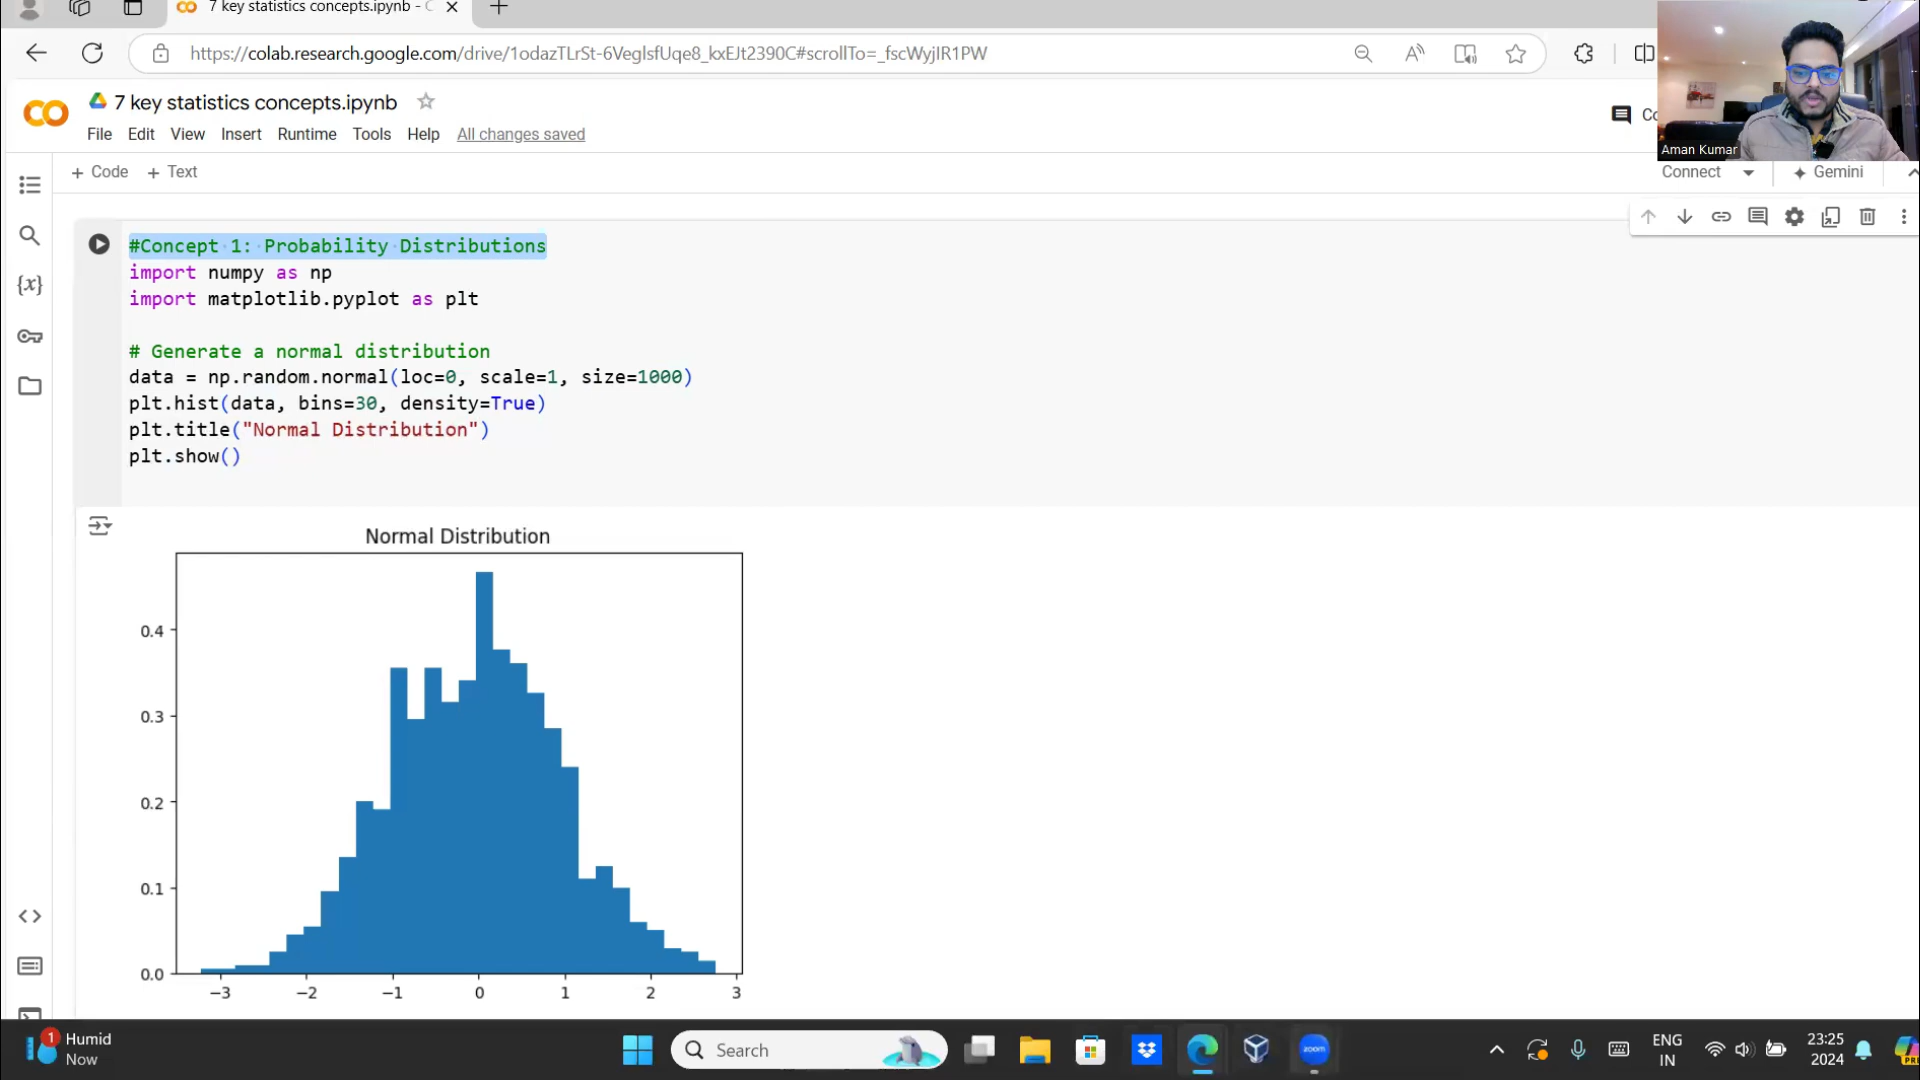 7 key statistics concepts.ipynb - C
https://colab.research.google.com/drive/1odazTLrSt-6VeglsfUqe8_kxEJt2390C#scrollTo=_fscWyjIR1PW
7 key statistics concepts.ipynb
File Edit View Insert Runtime Tools Help All changes saved
Aman Kumar
+ Code + Text
Connect Gemini
#Concept 1: Probability Distributions
import numpy as np
import matplotlib.pyplot as plt
# Generate a normal distribution
data = np.random.normal(loc=0, scale=1, size=1000)
plt.hist(data, bins=30, density=True)
plt.title("Normal Distribution")
plt.show()
Normal Distribution
0.4
0.3
0.2
0.1
0.0
−3 −2 −1 0 1 2 3
1
Humid
Now
Search
zoom
ENG
IN
23:25
2024